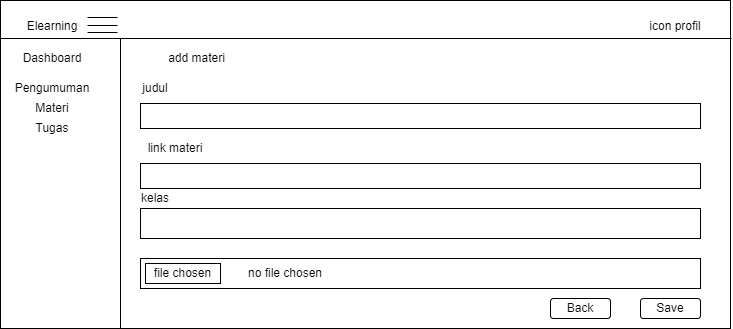 Elearning
icon profil
Dashboard
Pengumuman
Materi
Tugas
add materi
judul
link materi
kelas
file chosen
no file chosen
Back
Save